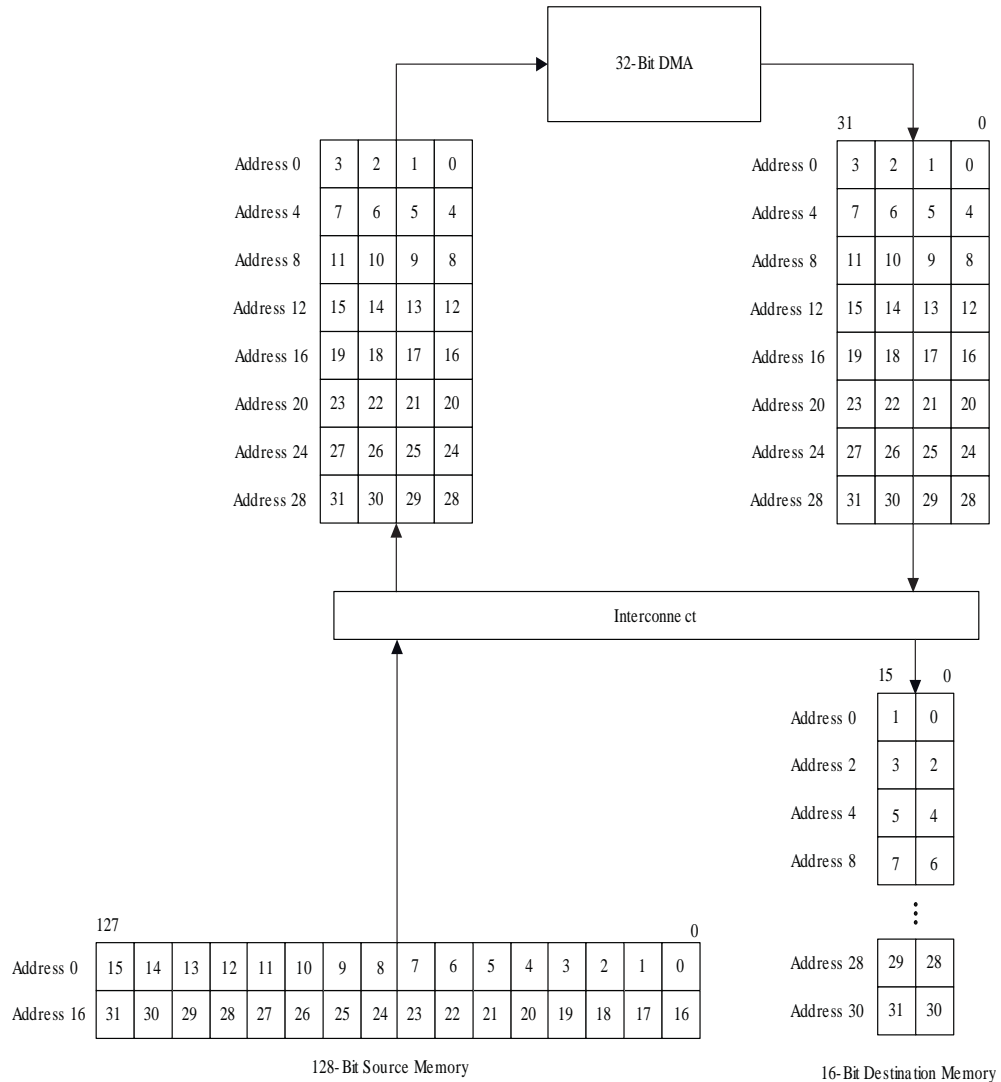 32-Bit DMA
31 0
Address 0 3 2 1 0
Address 4 7 6 5 4
Address 8 11 10 9 8
Address 12 15 14 13 12
Address 16 19 18 17 16
Address 20 23 22 21 20
Address 24 27 26 25 24
Address 28 31 30 29 28
Address 0 3 2 1 0
Address 4 7 6 5 4
Address 8 11 10 9 8
Address 12 15 14 13 12
Address 16 19 18 17 16
Address 20 23 22 21 20
Address 24 27 26 25 24
Address 28 31 30 29 28
Interconnect
15 0
Address 0 1 0
Address 2 3 2
Address 4 5 4
Address 8 7 6
Address 28 29 28
Address 30 31 30
16-Bit Destination Memory
127 0
Address 0 15 14 13 12 11 10 9 8 7 6 5 4 3 2 1 0
Address 16 31 30 29 28 27 26 25 24 23 22 21 20 19 18 17 16
128-Bit Source Memory